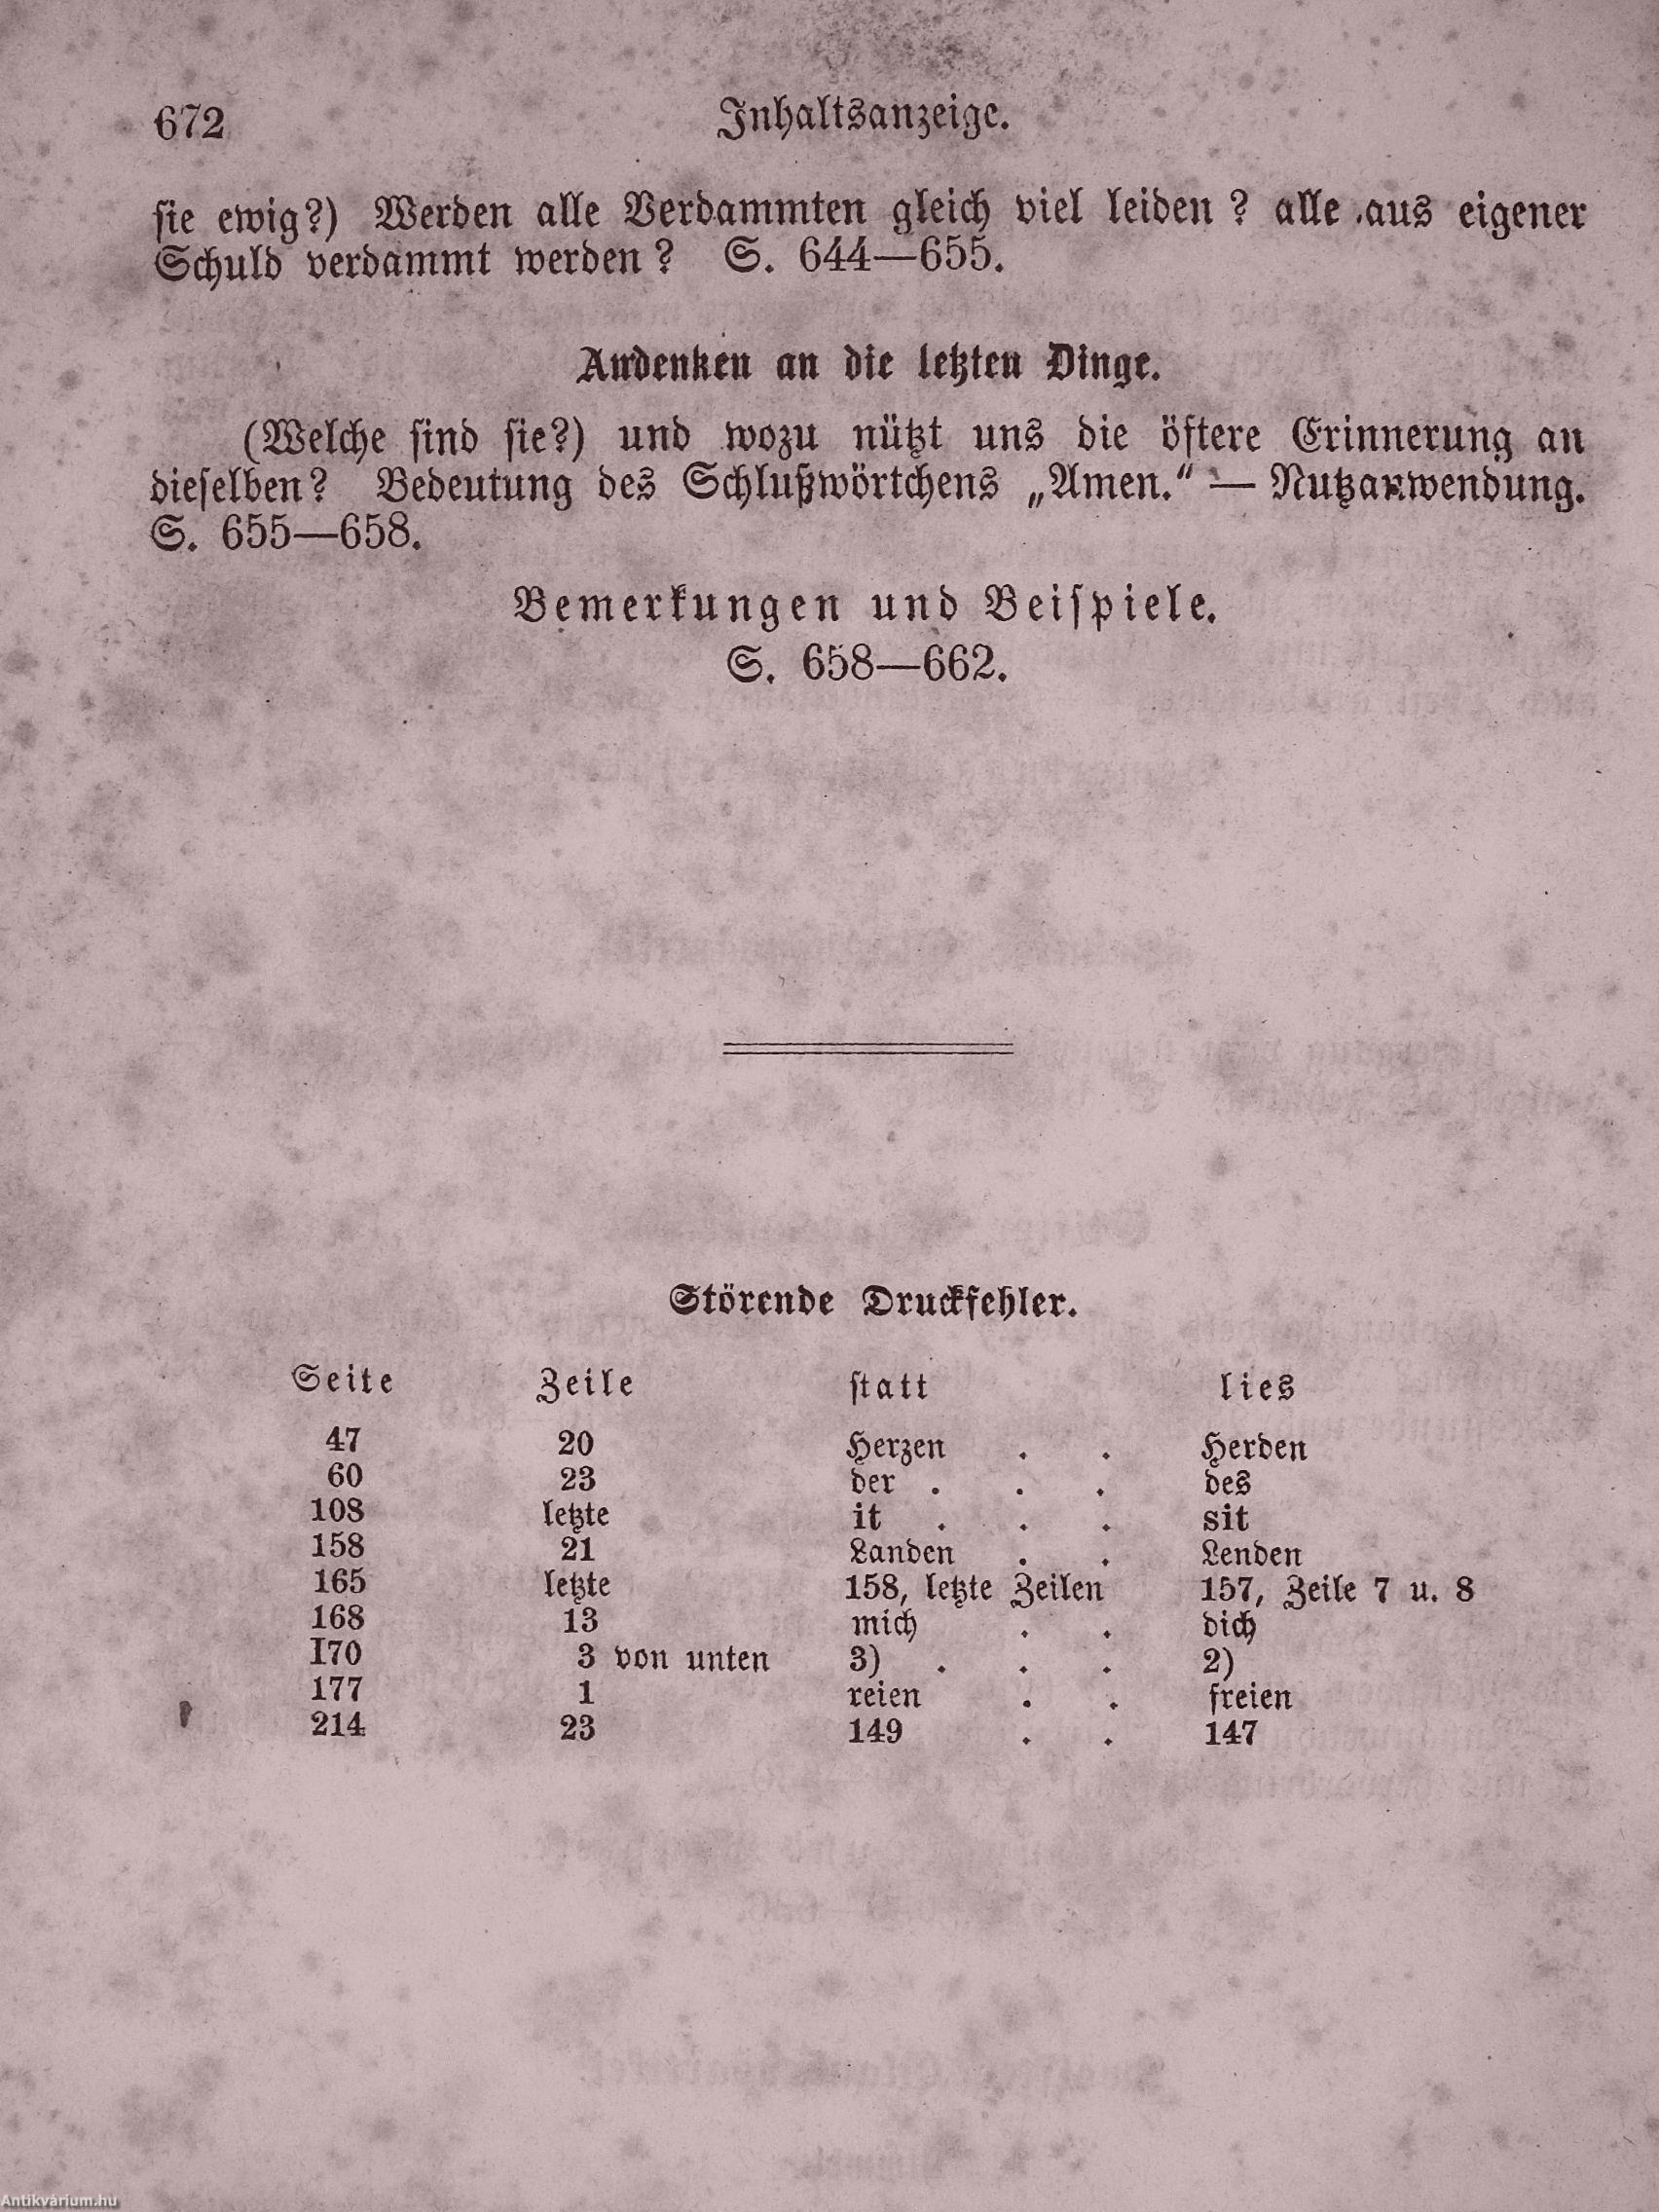 672 Inhaltsanzeige.
sie ewig?) Werden alle Verdammten gleich viel leiden? alle aus eigener
Schuld verdammt werden? S. 644—655.
Andenken an die letzten Dinge.
(Welche sind sie?) und wozu nützt uns die öftere Erinnerung an
dieselben? Bedeutung des Schlußwörtchens „Amen.“ — Nutzanwendung.
S. 655—658.
Bemerkungen und Beispiele.
S. 658—662.
Störende Druckfehler.
Seite Zeile statt lies
47 20 Herzen . . Herden
60 23 der . . . des
108 letzte it . . . sit
158 21 Landen . . Lenden
165 letzte 158, letzte Zeilen 157, Zeile 7 u. 8
168 13 mich . . dich
I70 3 von unten 3) . . . 2)
177 1 reien . . freien
214 23 149 . . 147
Antikvárium.hu